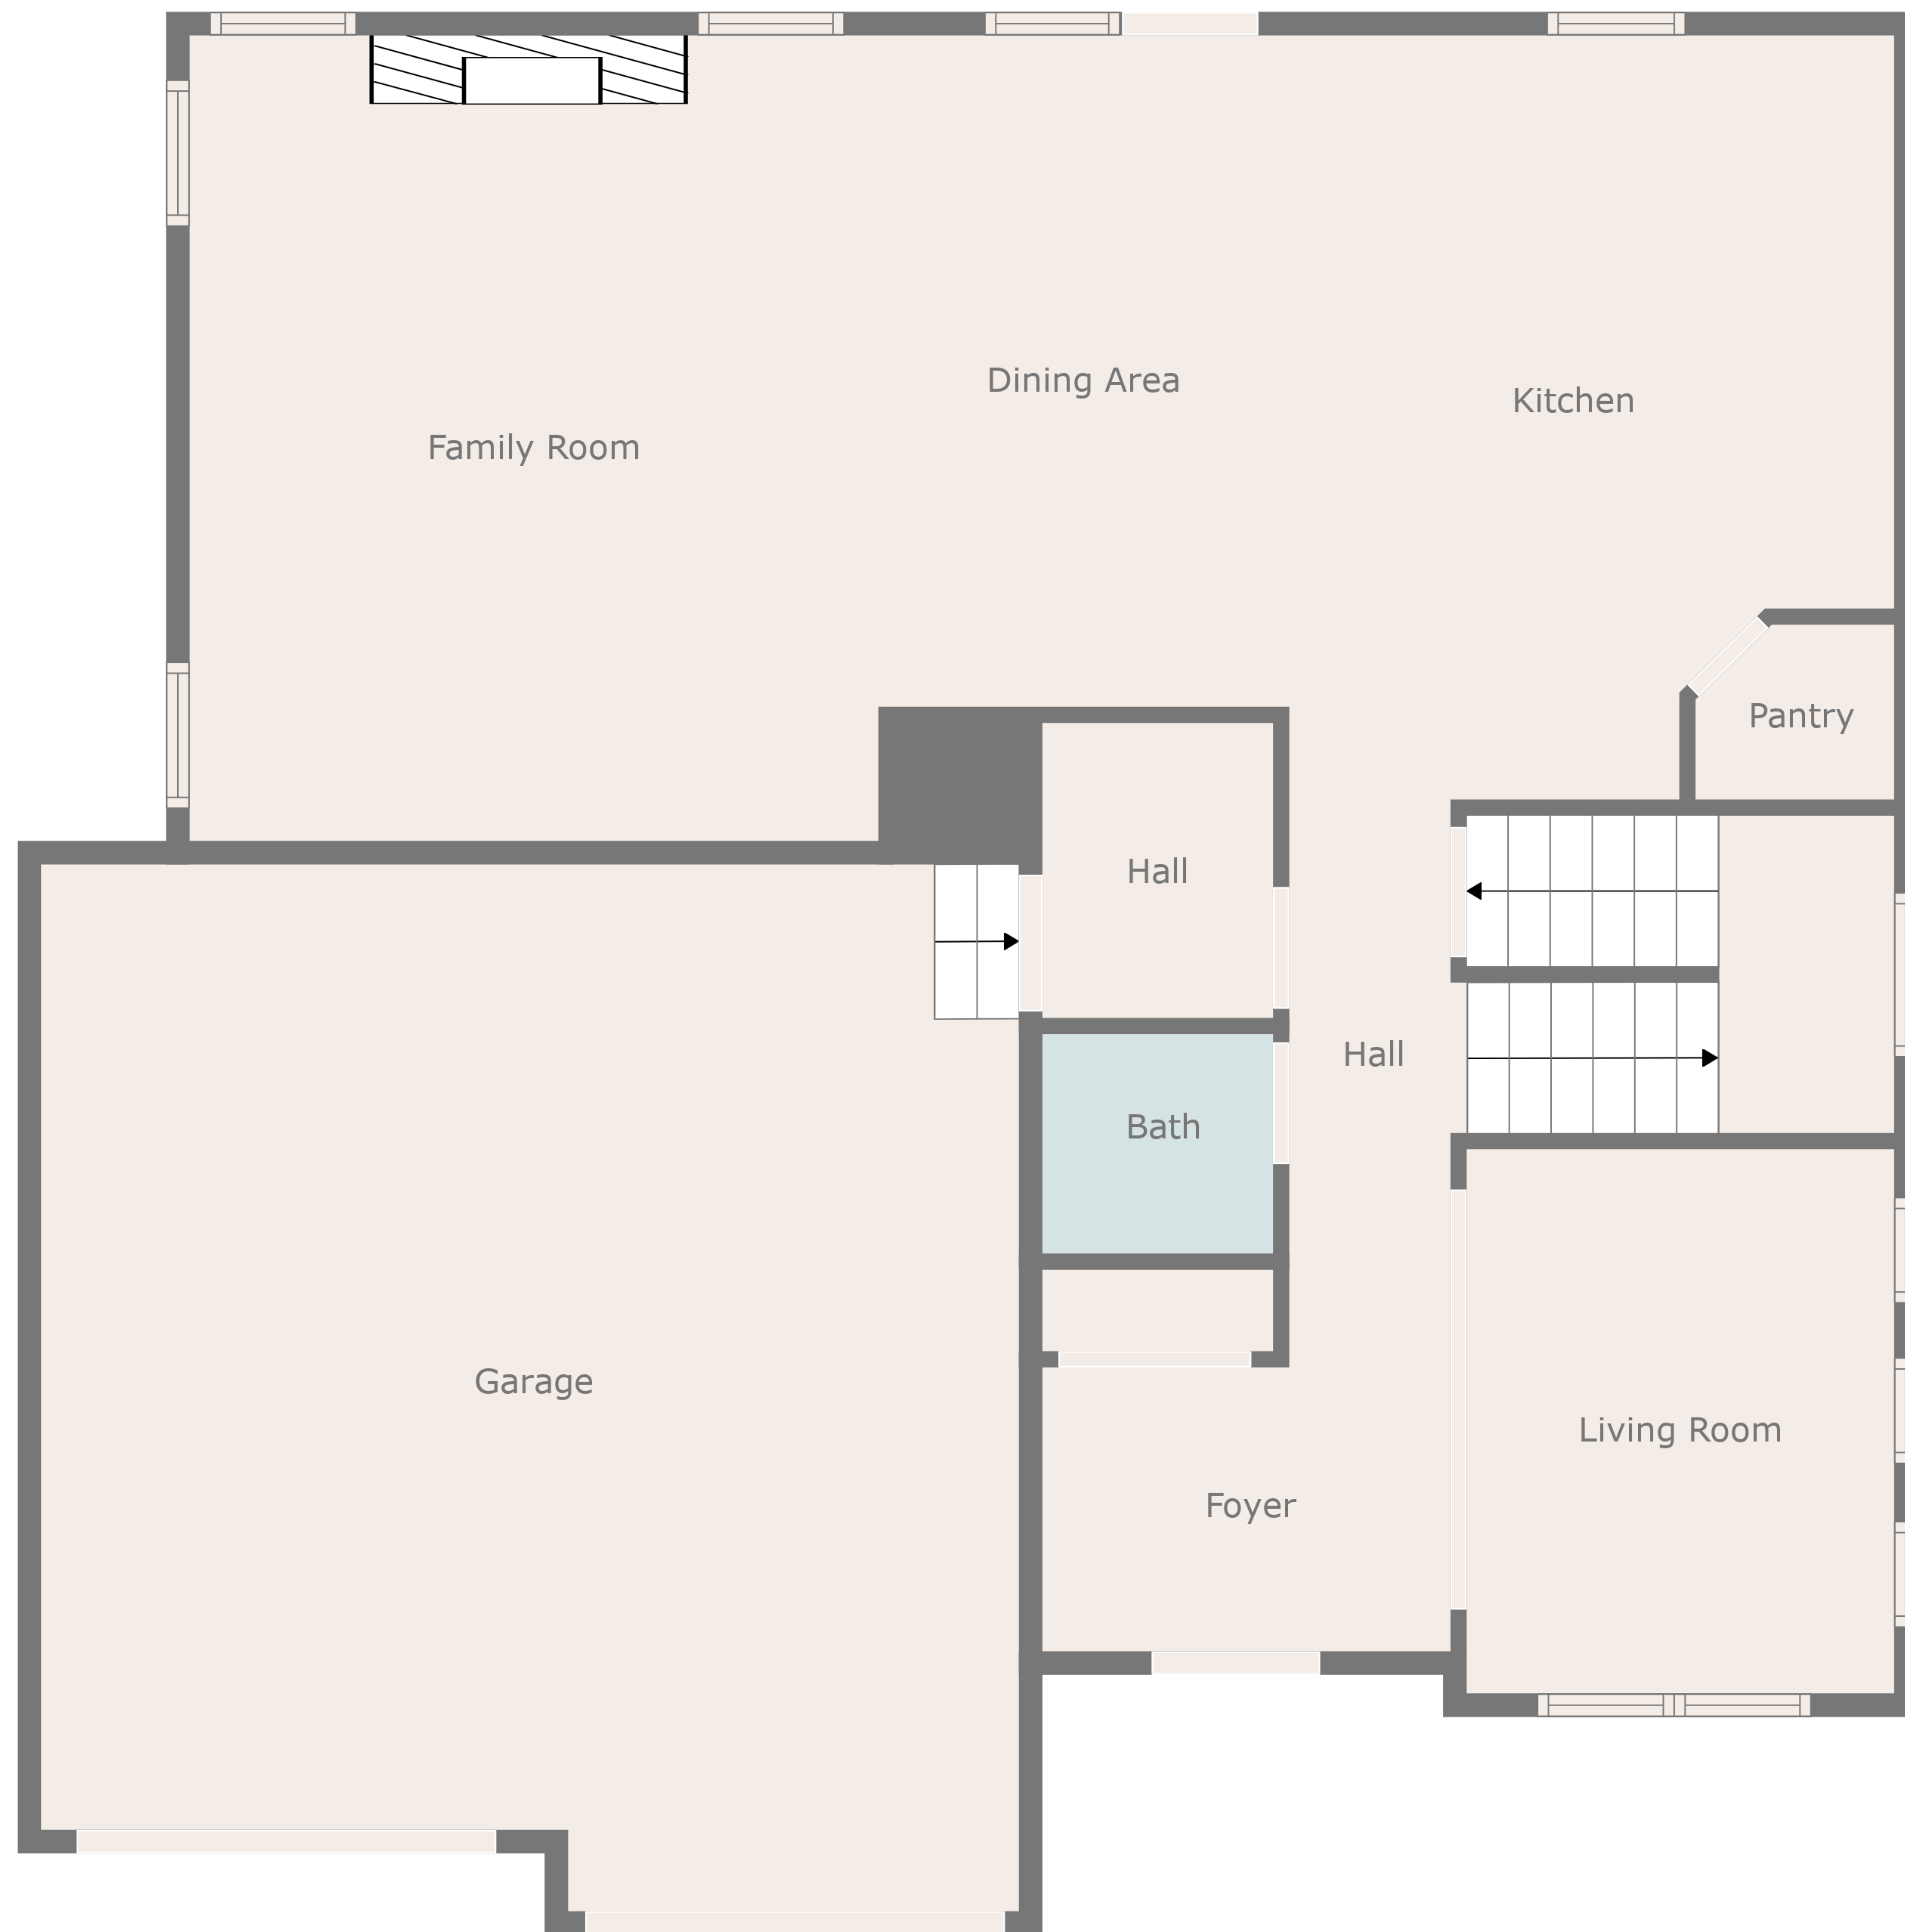 Dining Area
Kitchen
Family Room
Pantry
Hall
Hall
Bath
Garage
Living Room
Foyer